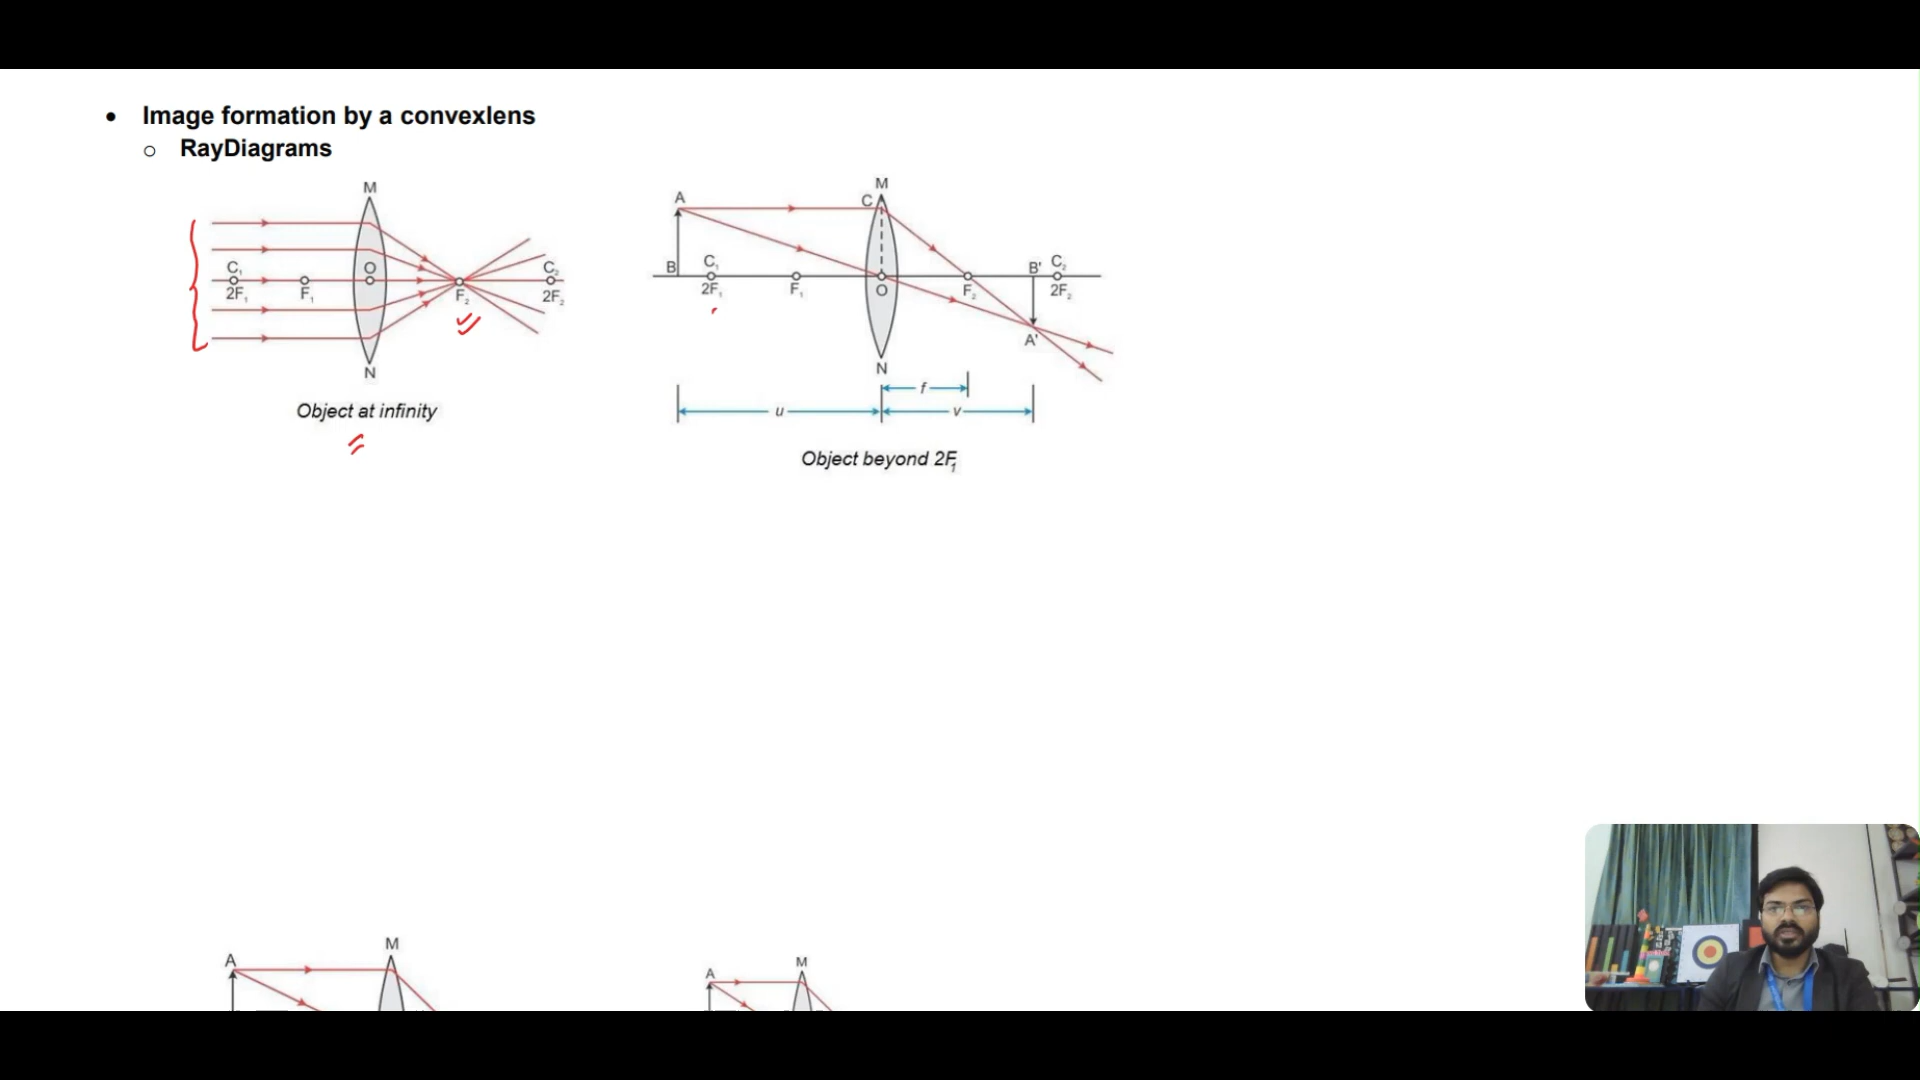 • Image formation by a convexlens
o RayDiagrams
M
C₁ O C₂
2F₁ F₁ F₂ 2F₂
N
Object at infinity
M
A C
B C₁ B' C₂
2F₁ F₁ O F₂ 2F₂
A'
N
f
u v
Object beyond 2F₁
A M
A M